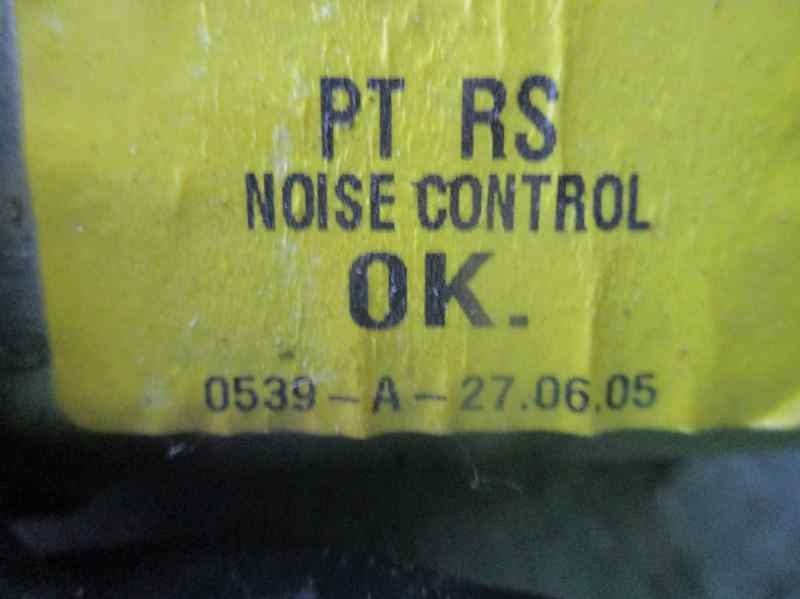 PT RS
NOISE CONTROL
OK.
0539-A-27.06.05